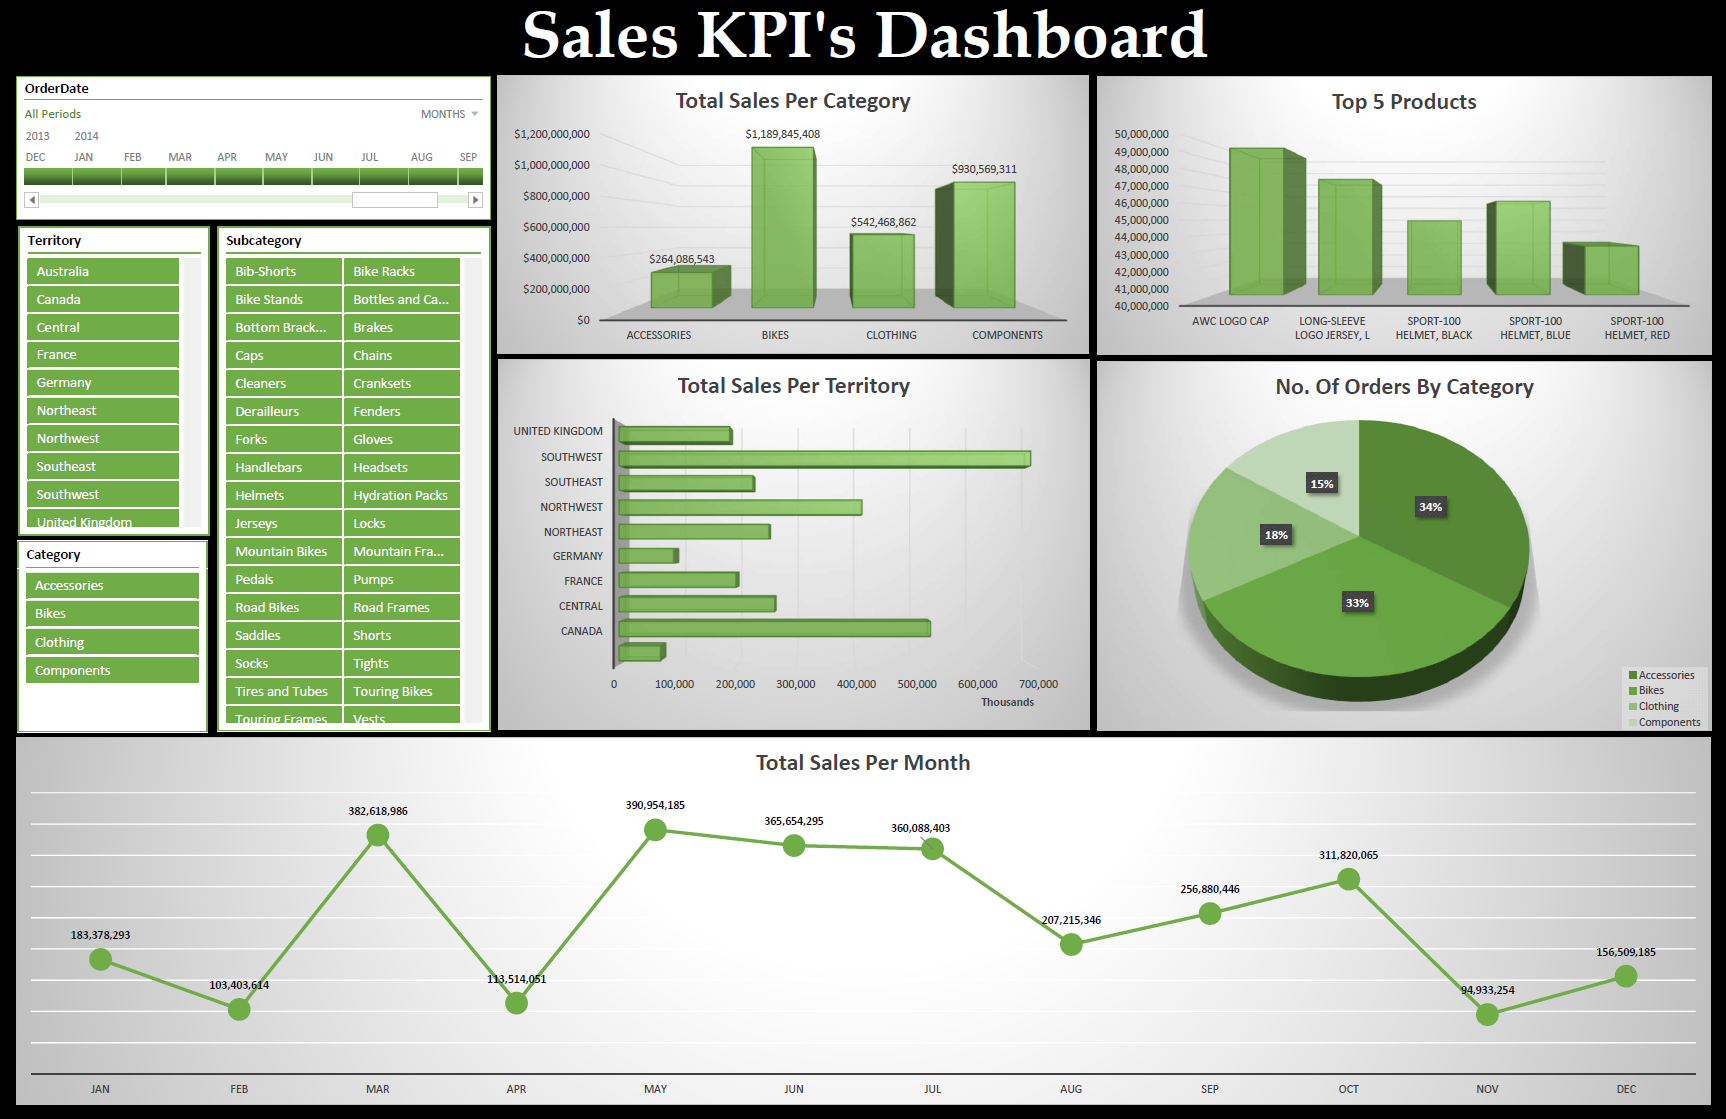 Sales KPI's Dashboard
OrderDate
All Periods
MONTHS
2013 2014
DEC JAN FEB MAR APR MAY JUN JUL AUG SEP
Territory
Australia
Canada
Central
France
Germany
Northeast
Northwest
Southeast
Southwest
United Kingdom
Category
Accessories
Bikes
Clothing
Components
Subcategory
Bib-Shorts Bike Racks
Bike Stands Bottles and Ca...
Bottom Brack... Brakes
Caps Chains
Cleaners Cranksets
Derailleurs Fenders
Forks Gloves
Handlebars Headsets
Helmets Hydration Packs
Jerseys Locks
Mountain Bikes Mountain Fra...
Pedals Pumps
Road Bikes Road Frames
Saddles Shorts
Socks Tights
Tires and Tubes Touring Bikes
Touring Frames Vests
Total Sales Per Category
$1,200,000,000
$1,000,000,000
$800,000,000
$600,000,000
$400,000,000
$200,000,000
$0
$264,086,543
$1,189,845,408
$542,468,862
$930,569,311
ACCESSORIES BIKES CLOTHING COMPONENTS
Top 5 Products
50,000,000
49,000,000
48,000,000
47,000,000
46,000,000
45,000,000
44,000,000
43,000,000
42,000,000
41,000,000
40,000,000
AWC LOGO CAP
LONG-SLEEVE
LOGO JERSEY, L
SPORT-100
HELMET, BLACK
SPORT-100
HELMET, BLUE
SPORT-100
HELMET, RED
Total Sales Per Territory
UNITED KINGDOM
SOUTHWEST
SOUTHEAST
NORTHWEST
NORTHEAST
GERMANY
FRANCE
CENTRAL
CANADA
0 100,000 200,000 300,000 400,000 500,000 600,000 700,000
Thousands
No. Of Orders By Category
15%
34%
18%
33%
Accessories
Bikes
Clothing
Components
Total Sales Per Month
183,378,293
103,403,614
382,618,986
113,514,051
390,954,185
365,654,295
360,088,403
207,215,346
256,880,446
311,820,065
94,933,254
156,509,185
JAN FEB MAR APR MAY JUN JUL AUG SEP OCT NOV DEC